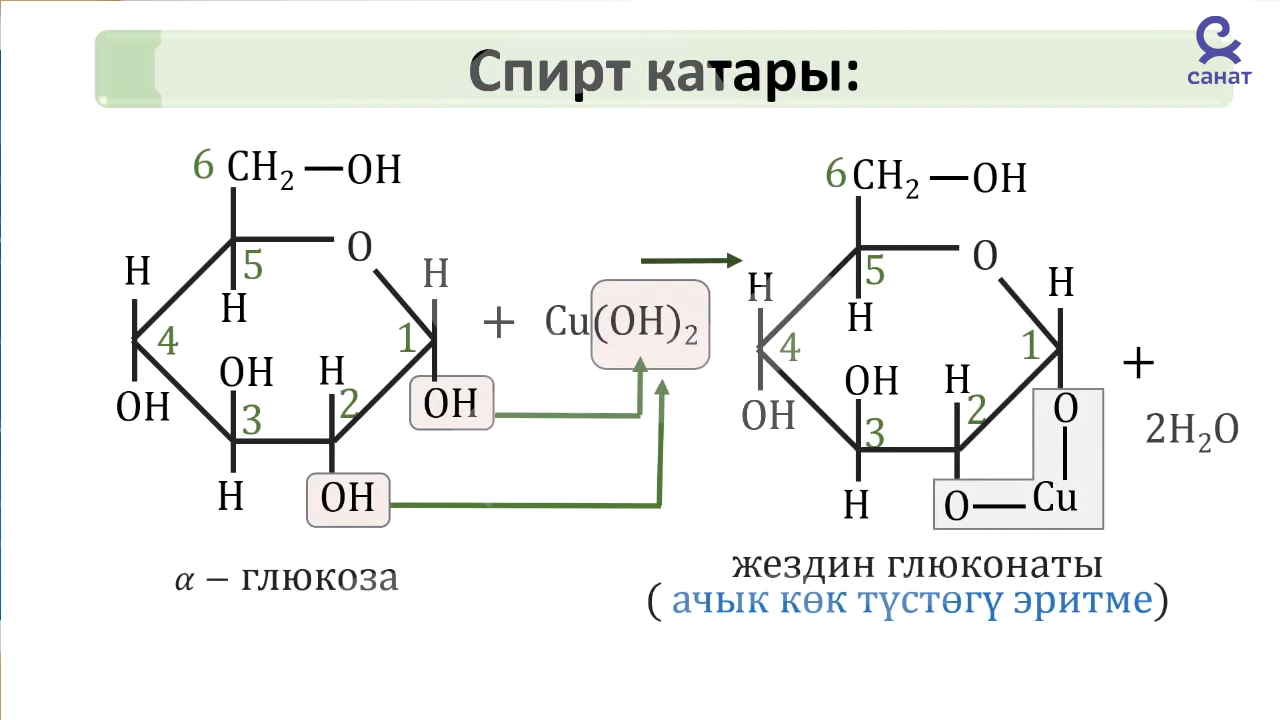 Спирт катары:
санат
6 CH₂ — OH
5
O
H
H
H
4
1
OH
H
2
OH
3
OH
H
OH
+ Cu(OH)₂
6 CH₂ — OH
5
O
H
H
H
4
1
OH
H
2
OH
3
O
H
O — Cu
+
2H₂O
α – глюкоза
жездин глюконаты
( ачык көк түстөгү эритме)